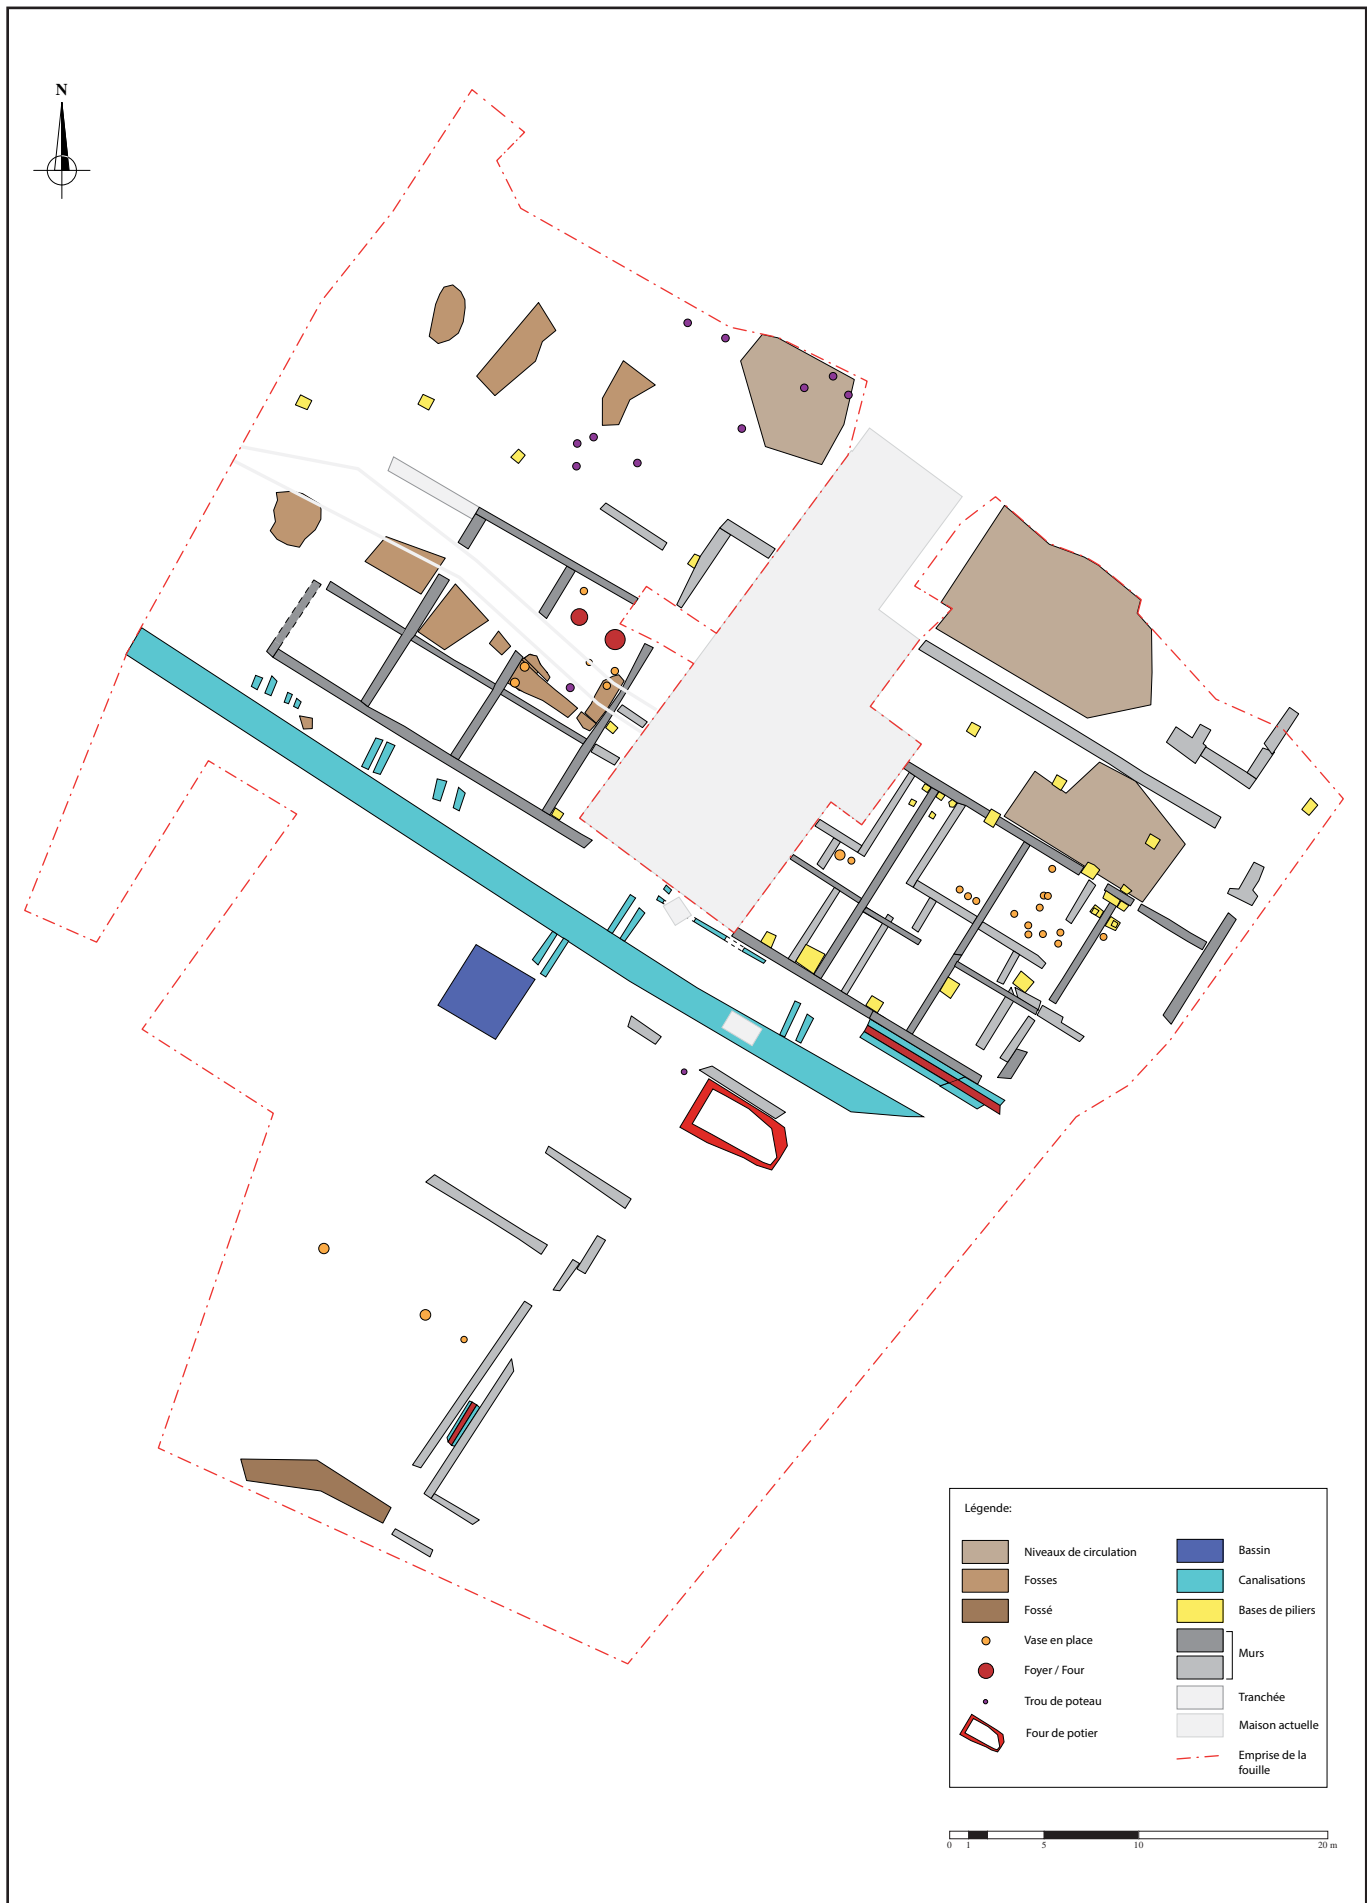 N
Légende:
Niveaux de circulation
Fosses
Fossé
Vase en place
Foyer / Four
Trou de poteau
Four de potier
Bassin
Canalisations
Bases de piliers
Murs
Tranchée
Maison actuelle
Emprise de la
fouille
0 1 5 10 20 m